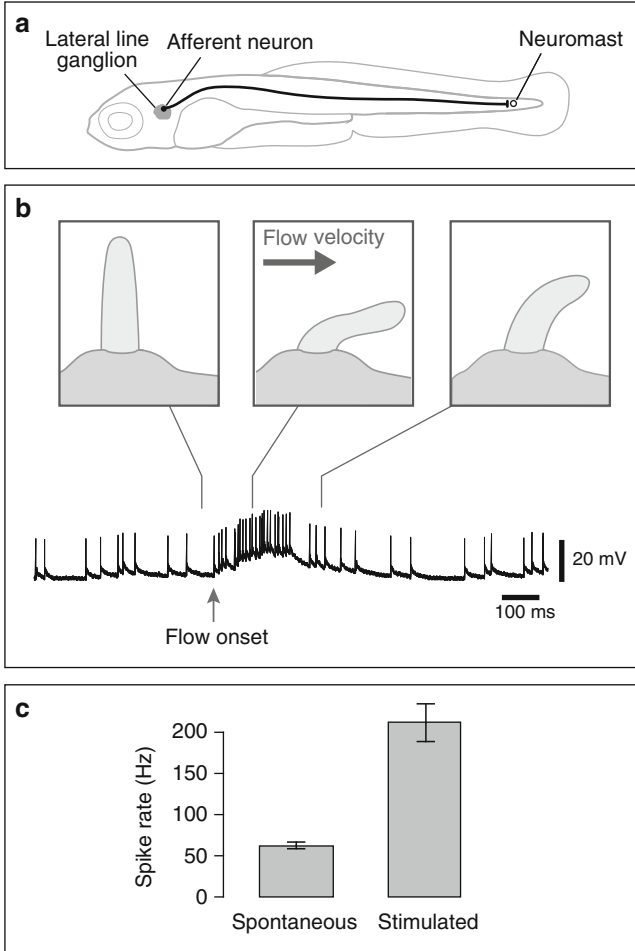 a
Lateral line
ganglion
Afferent neuron
Neuromast
b
Flow velocity
20 mV
100 ms
Flow onset
c
Spike rate (Hz)
200
150
100
50
0
Spontaneous
Stimulated